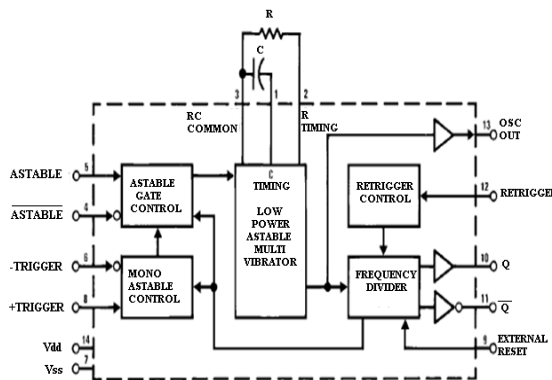 R
C
3
1
2
RC
COMMON
R
TIMING
13
OSC
OUT
5
ASTABLE
ASTABLE
GATE
CONTROL
C
TIMING
LOW
POWER
ASTABLE
MULTI
VIBRATOR
RETRIGGER
CONTROL
12
RETRIGGER
4
ASTABLE
6
-TRIGGER
MONO
ASTABLE
CONTROL
FREQUENCY
DIVIDER
10
Q
8
+TRIGGER
11
Q
14
Vdd
7
Vss
9
EXTERNAL
RESET